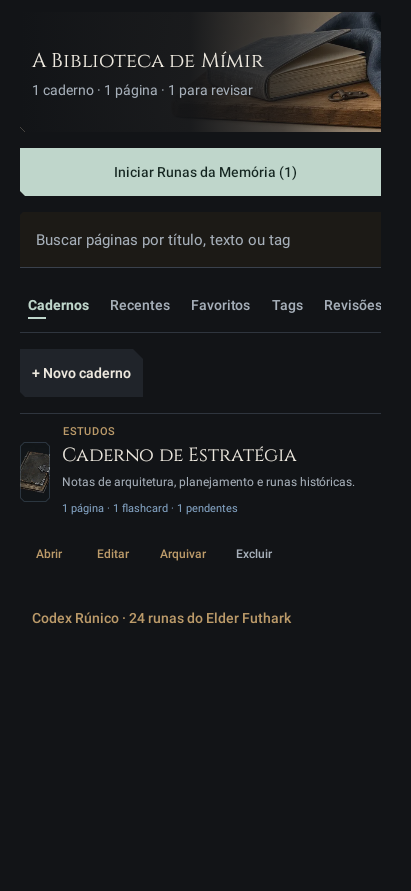 A Biblioteca de Mímir
1 caderno · 1 página · 1 para revisar
Iniciar Runas da Memória (1)
Buscar páginas por título, texto ou tag
Cadernos Recentes Favoritos Tags Revisões
+ Novo caderno
ESTUDOS
Caderno de Estratégia
Notas de arquitetura, planejamento e runas históricas.
1 página · 1 flashcard · 1 pendentes
Abrir Editar Arquivar Excluir
Codex Rúnico · 24 runas do Elder Futhark